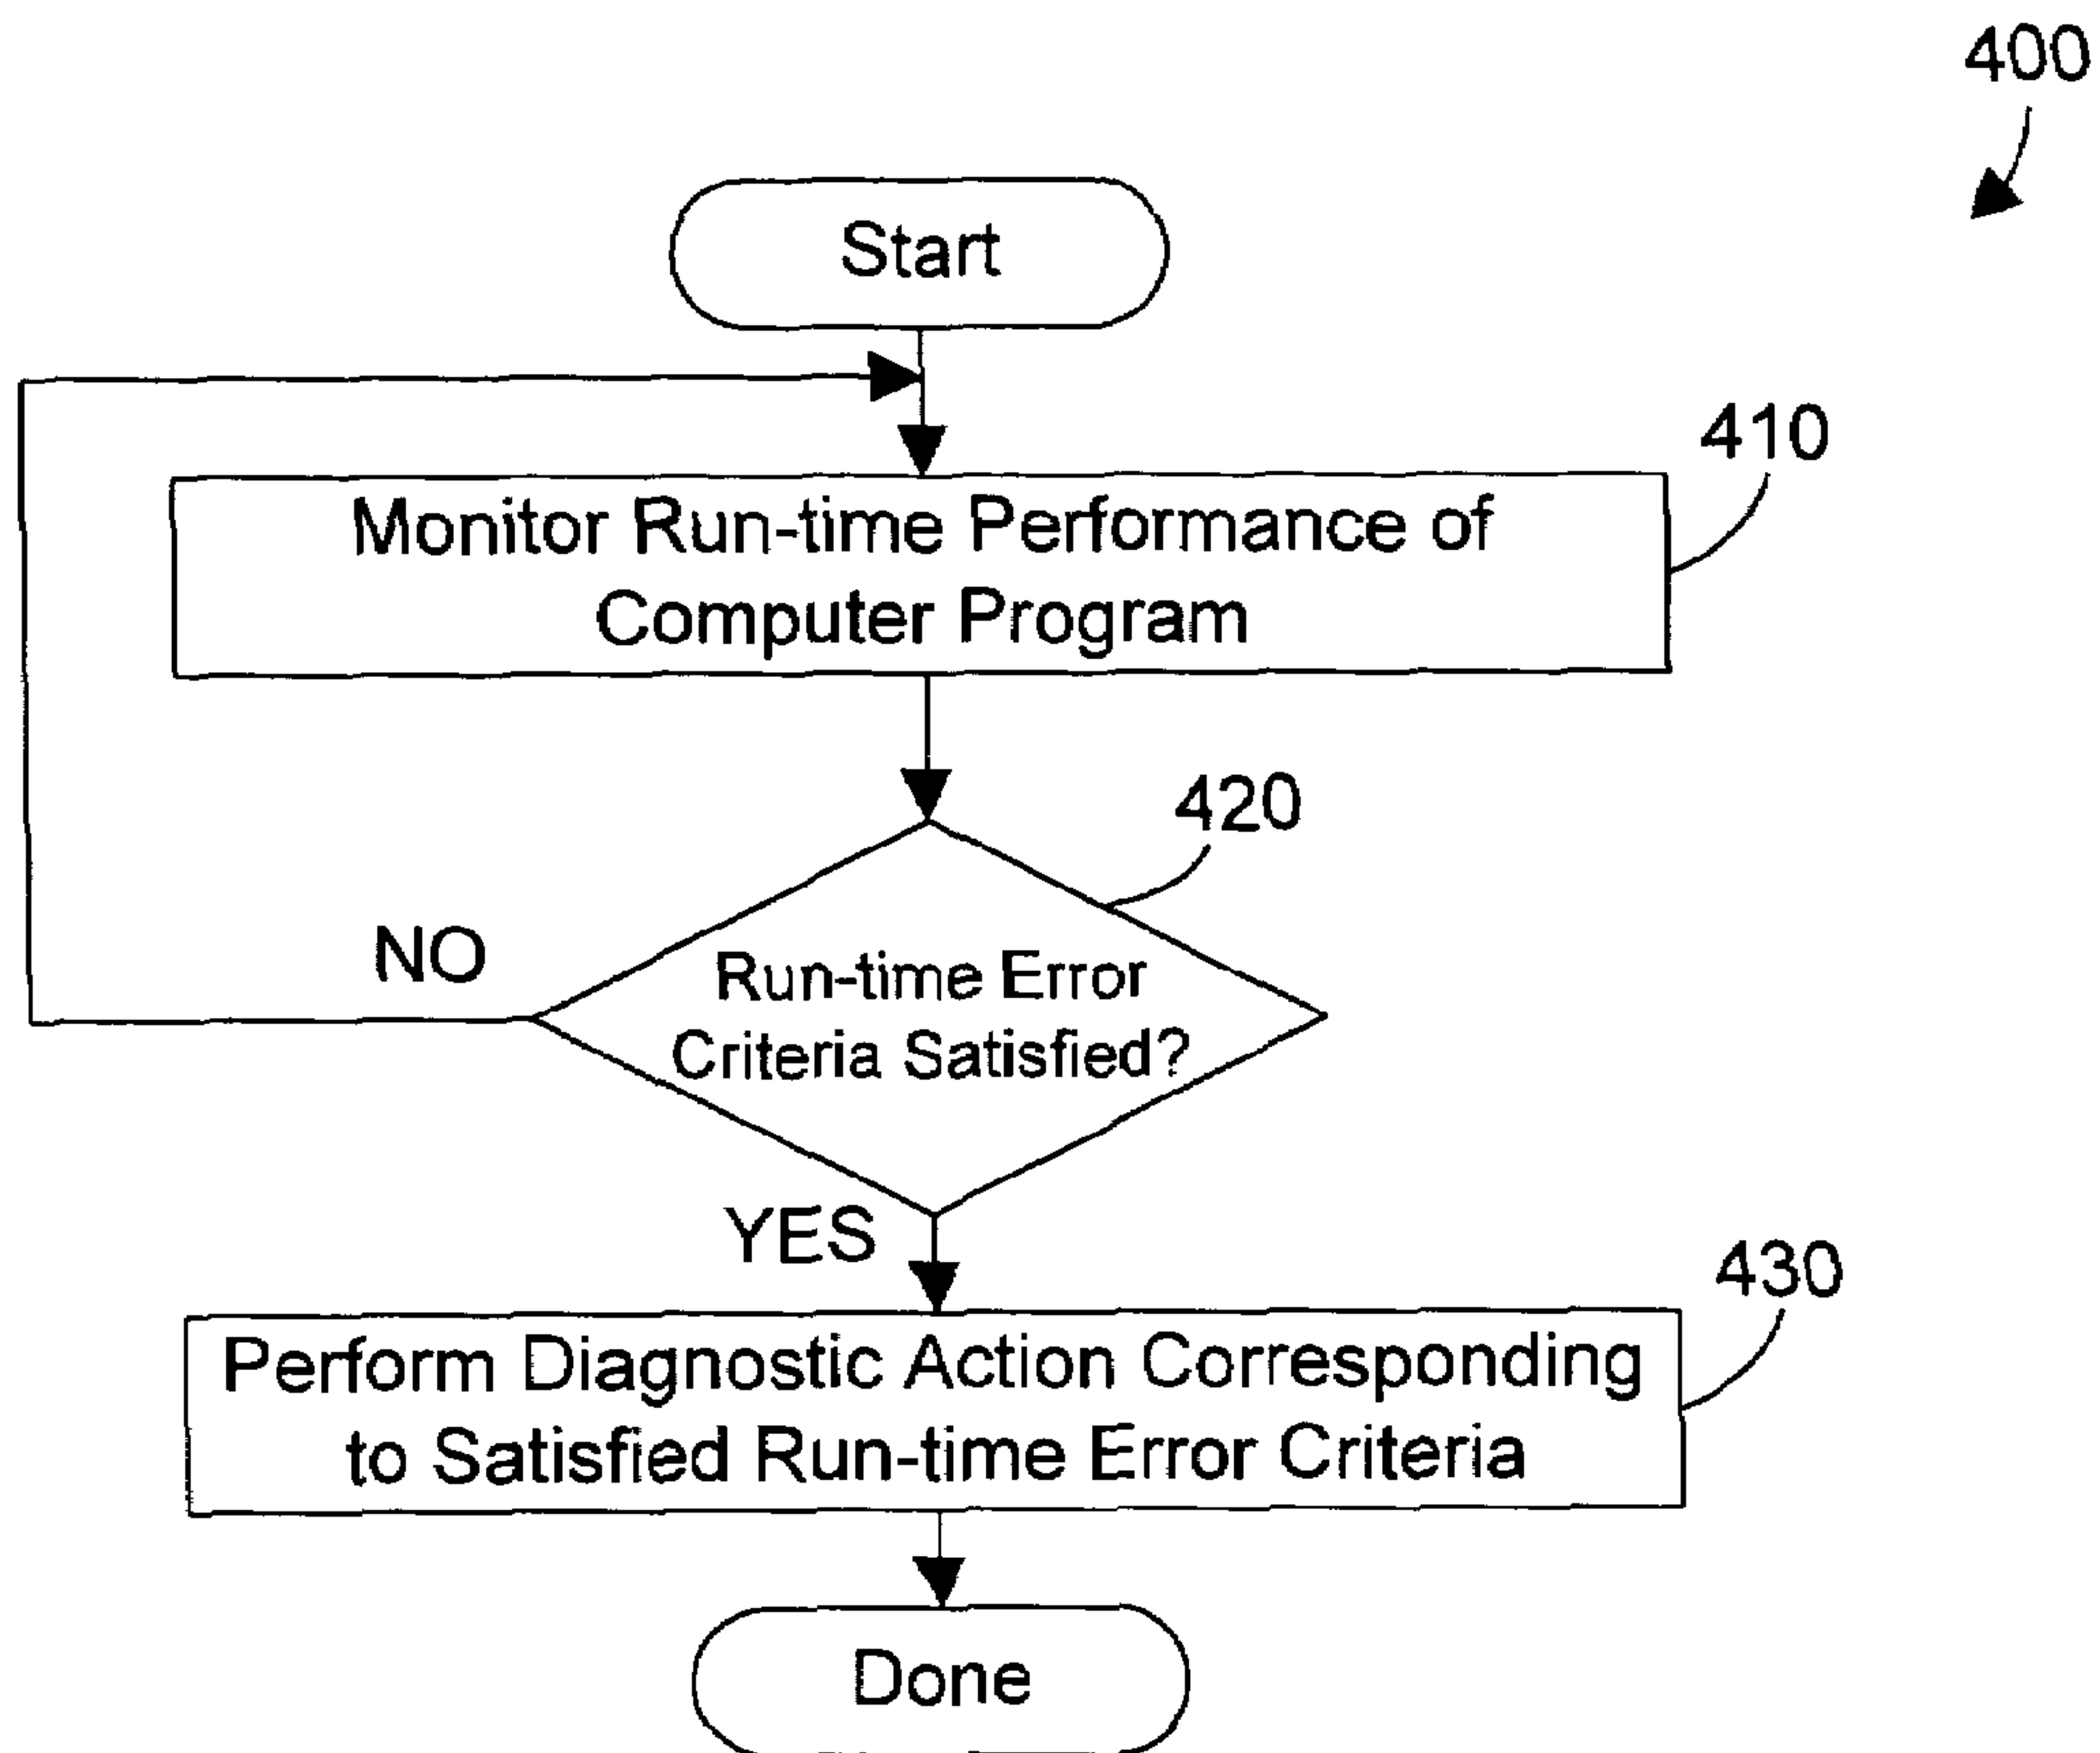 400
Start
410
Monitor Run-time Performance of
Computer Program
420
NO
Run-time Error
Criteria Satisfied?
YES
430
Perform Diagnostic Action Corresponding
to Satisfied Run-time Error Criteria
Done